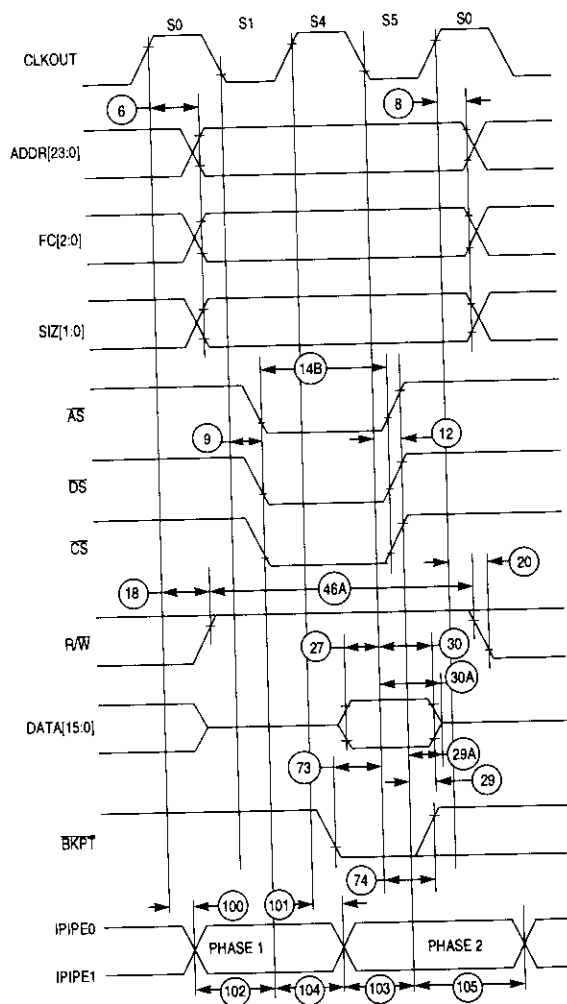 S0 S1 S4 S5 S0
CLKOUT
6 8
ADDR[23:0]
FC[2:0]
SIZ[1:0]
14B
AS
9 12
DS
CS
20
18 46A
R/W
27 30
30A
DATA[15:0]
29A
73
29
BKPT
74
100 101
IPIPE0
PHASE 1 PHASE 2
IPIPE1
102 104 103 105